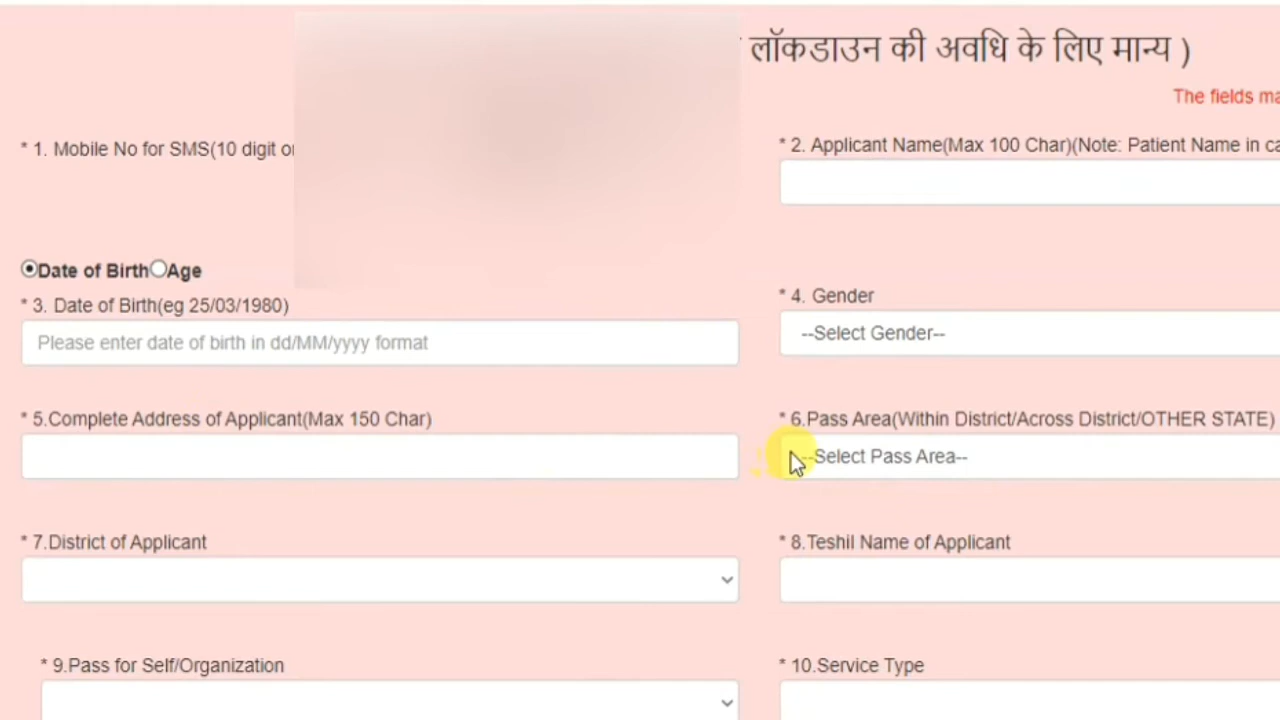 लॉकडाउन की अवधि के लिए मान्य )
The fields
* 1. Mobile No for SMS(10 digit
* 2. Applicant Name(Max 100 Char)(Note: Patient Name in
Date of Birth Age
* 3. Date of Birth(eg 25/03/1980)
* 4. Gender
Please enter date of birth in dd/MM/yyyy format
--Select Gender--
* 5.Complete Address of Applicant(Max 150 Char)
* 6.Pass Area(Within District/Across District/OTHER STATE)
--Select Pass Area--
* 7.District of Applicant
* 8.Teshil Name of Applicant
* 9.Pass for Self/Organization
* 10.Service Type